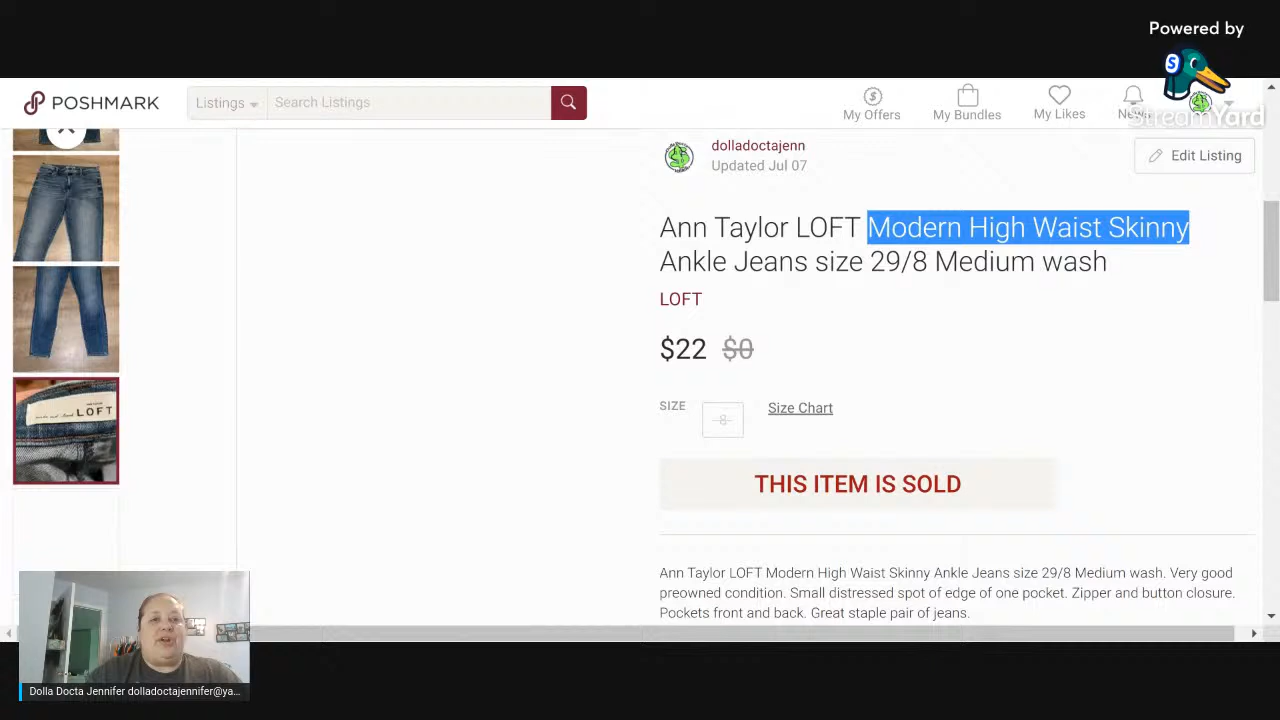 Powered by
StreamYard
POSHMARK
Listings
Search Listings
My Offers
My Bundles
My Likes
dolladoctajenn
Updated Jul 07
Edit Listing
Ann Taylor LOFT Modern High Waist Skinny
Ankle Jeans size 29/8 Medium wash
LOFT
$22 $0
SIZE
8
Size Chart
THIS ITEM IS SOLD
Ann Taylor LOFT Modern High Waist Skinny Ankle Jeans size 29/8 Medium wash. Very good
preowned condition. Small distressed spot of edge of one pocket. Zipper and button closure.
Pockets front and back. Great staple pair of jeans.
LOFT
Dolla Docta Jennifer dolladoctajennifer@ya...